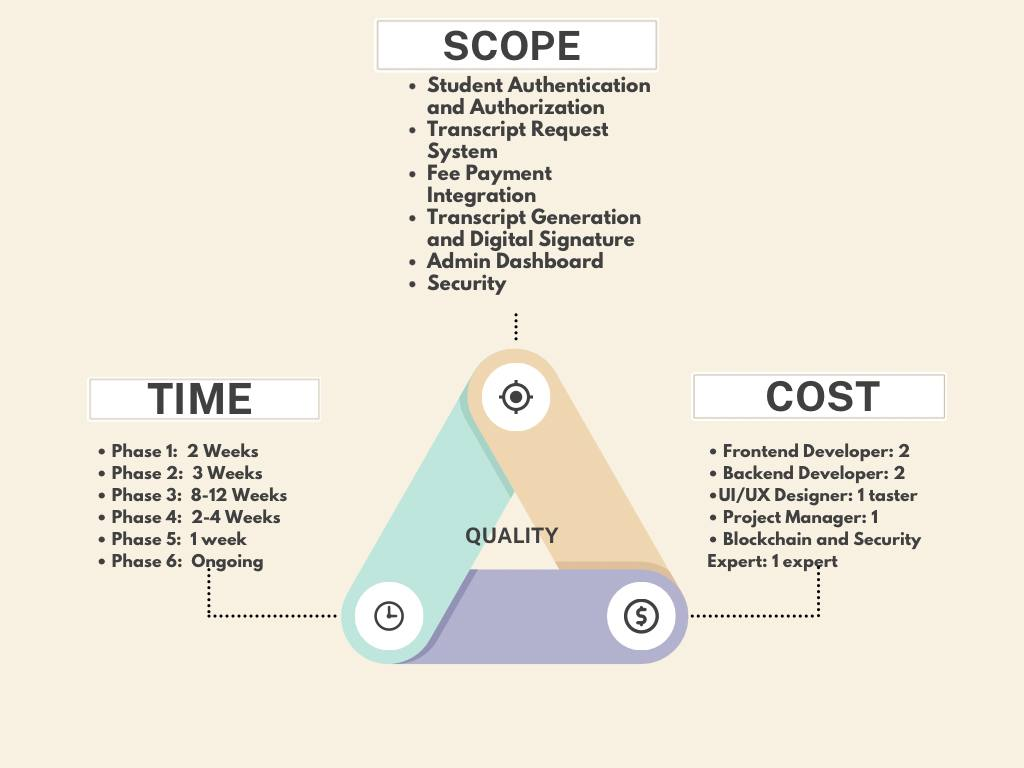 SCOPE
• Student Authentication
and Authorization
• Transcript Request
System
• Fee Payment
Integration
• Transcript Generation
and Digital Signature
• Admin Dashboard
• Security
TIME
• Phase 1:  2 Weeks
• Phase 2:  3 Weeks
• Phase 3:  8-12 Weeks
• Phase 4:  2-4 Weeks
• Phase 5:  1 week
• Phase 6:  Ongoing
COST
• Frontend Developer: 2
• Backend Developer: 2
•UI/UX Designer: 1 taster
• Project Manager: 1
• Blockchain and Security
Expert: 1 expert
QUALITY
$